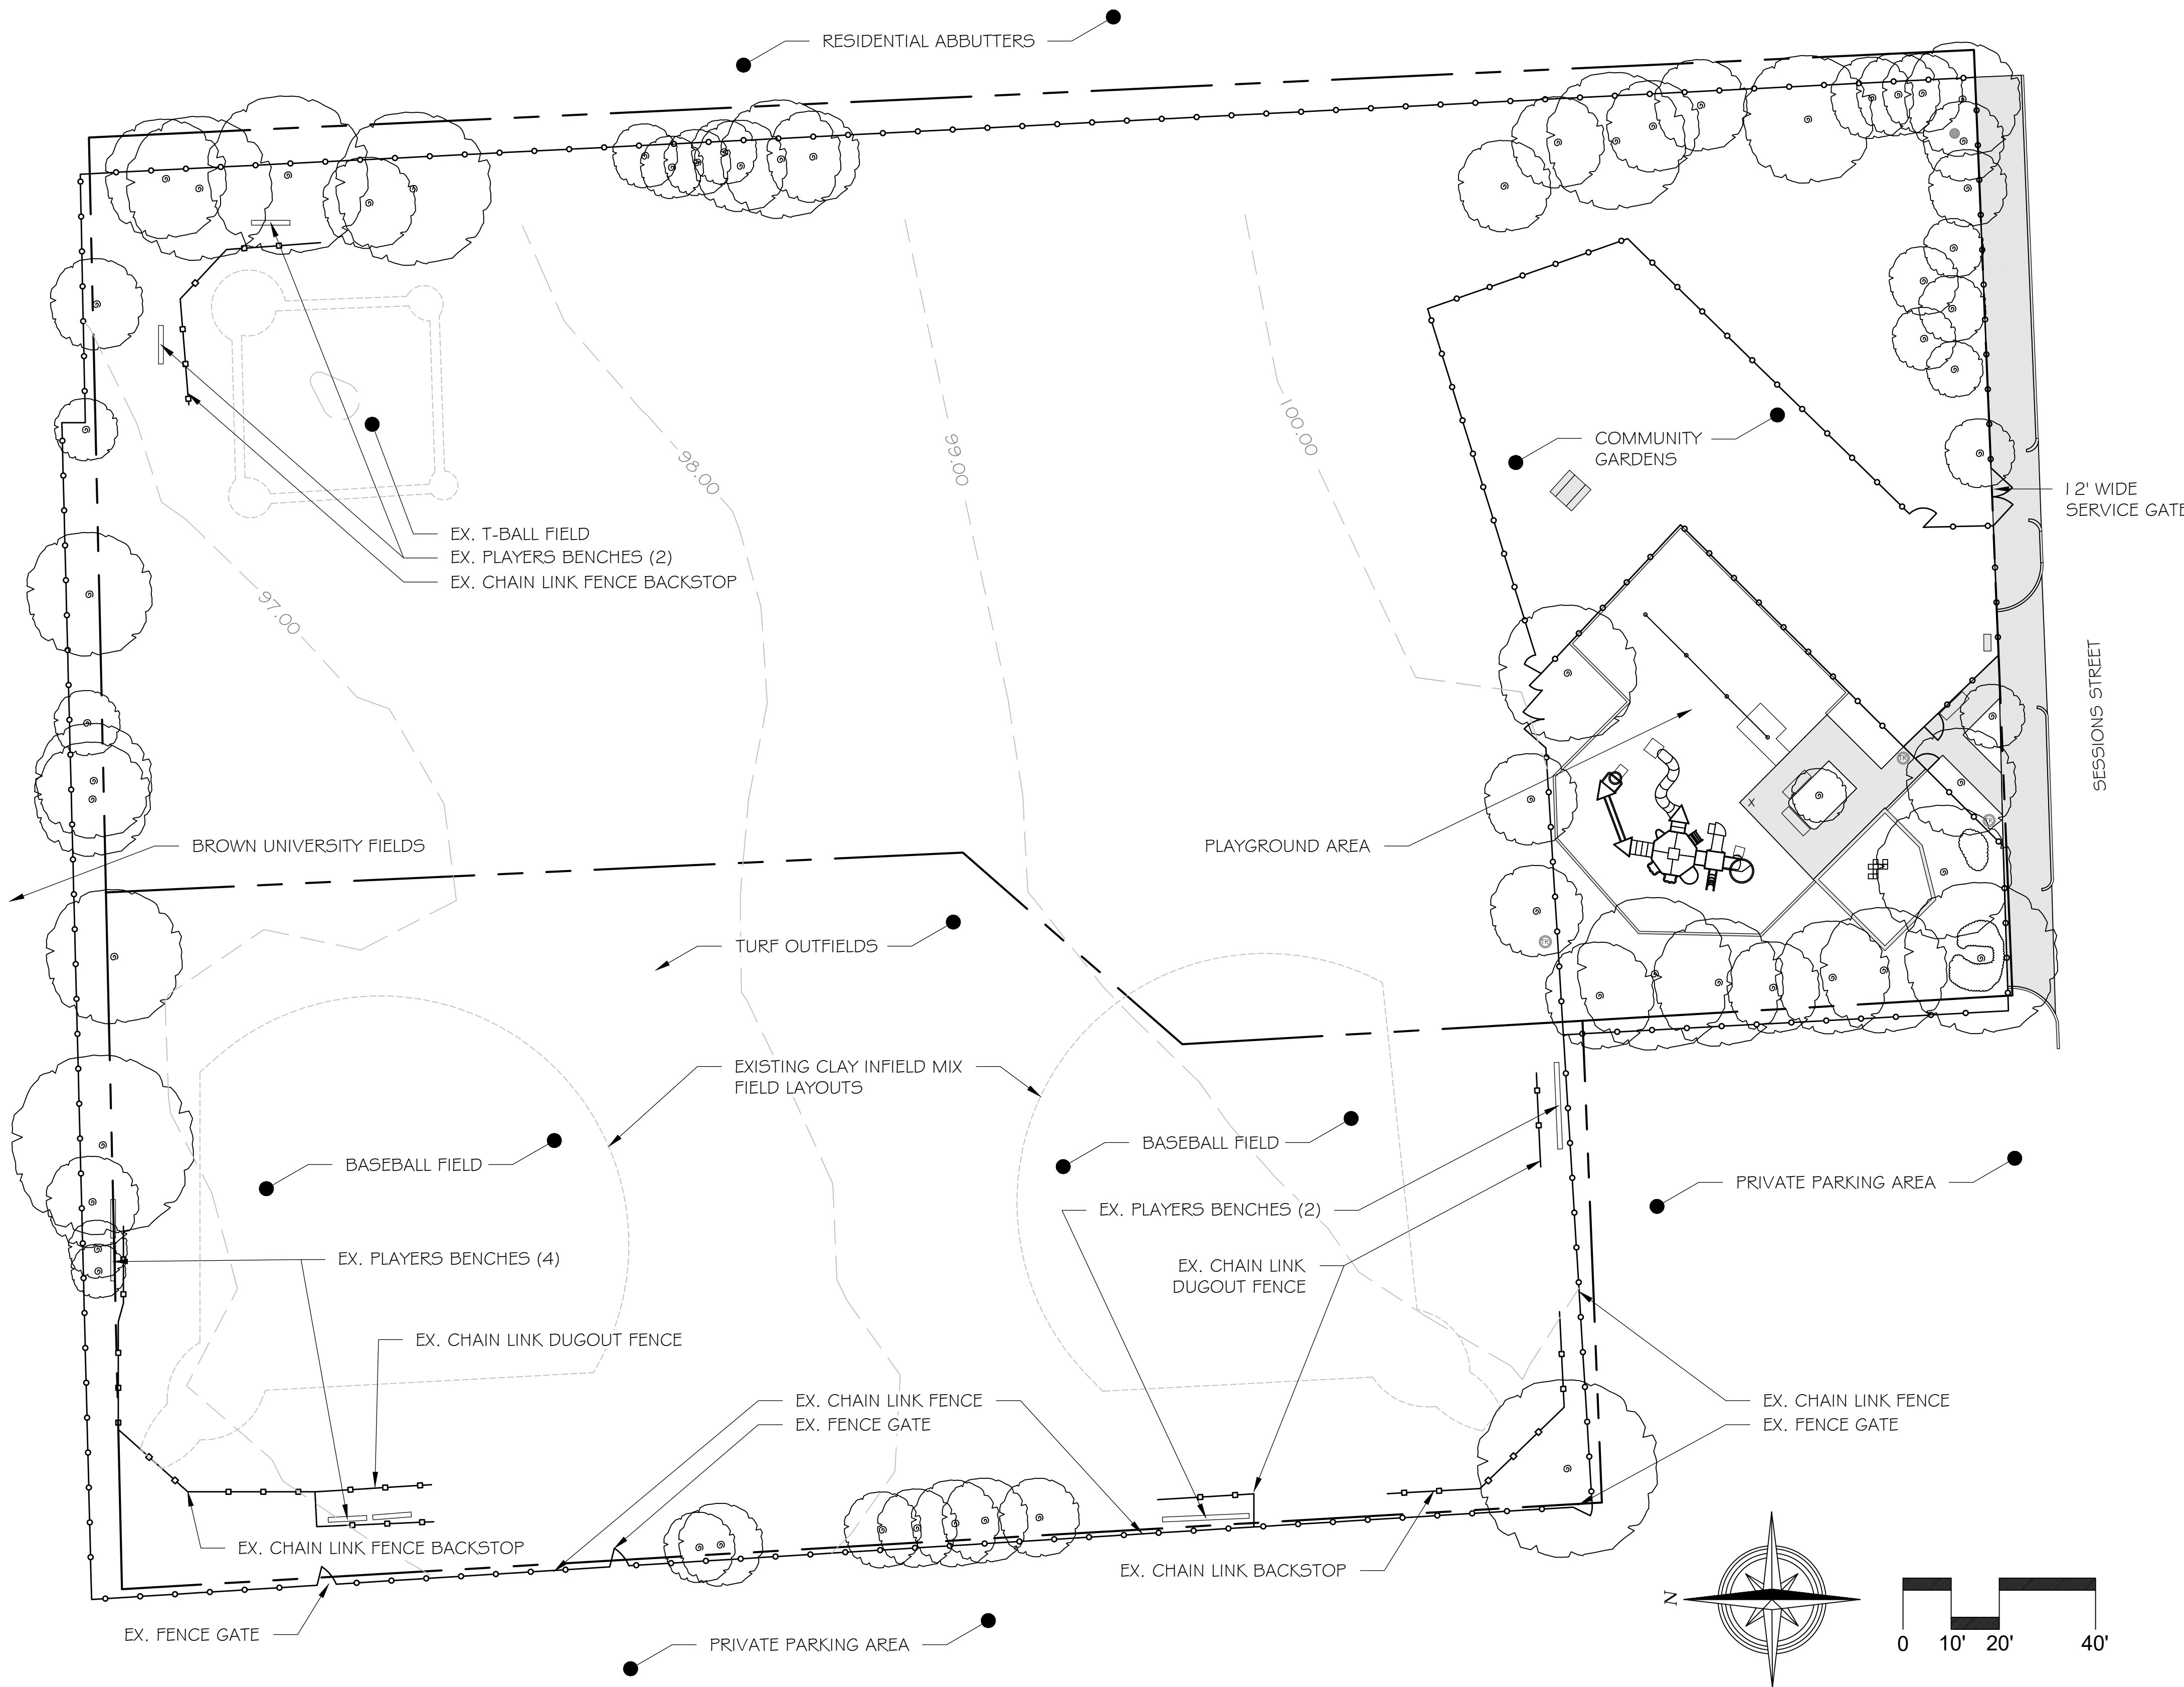 RESIDENTIAL ABBUTTERS
98.00
99.00
100.00
97.00
COMMUNITY
GARDENS
12' WIDE
SERVICE GATE
EX. T-BALL FIELD
EX. PLAYERS BENCHES (2)
EX. CHAIN LINK FENCE BACKSTOP
SESSIONS STREET
TR
X
TR
BROWN UNIVERSITY FIELDS
PLAYGROUND AREA
TURF OUTFIELDS
TR
EXISTING CLAY INFIELD MIX
FIELD LAYOUTS
BASEBALL FIELD
BASEBALL FIELD
PRIVATE PARKING AREA
EX. PLAYERS BENCHES (2)
EX. PLAYERS BENCHES (4)
EX. CHAIN LINK
DUGOUT FENCE
EX. CHAIN LINK DUGOUT FENCE
EX. CHAIN LINK FENCE
EX. FENCE GATE
EX. CHAIN LINK FENCE
EX. FENCE GATE
EX. CHAIN LINK FENCE BACKSTOP
EX. CHAIN LINK BACKSTOP
EX. FENCE GATE
PRIVATE PARKING AREA
N
0 10' 20' 40'